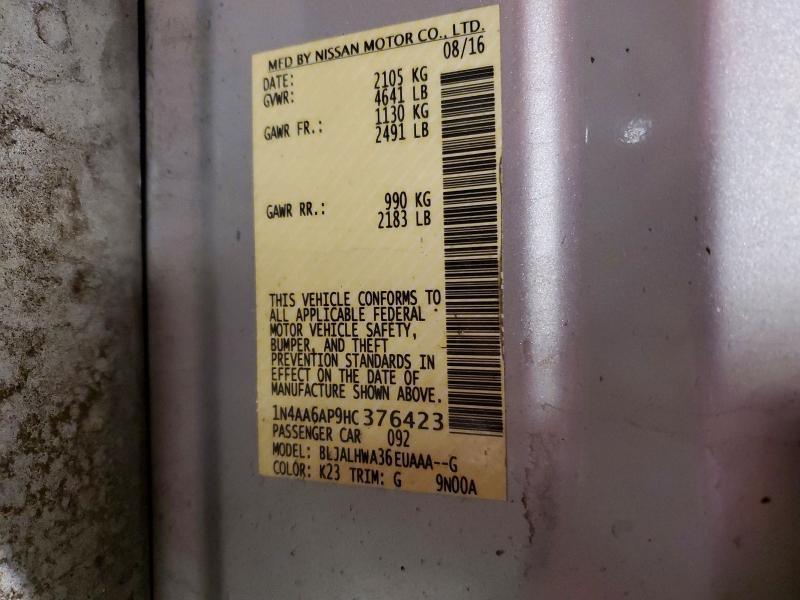 MFD BY NISSAN MOTOR CO., LTD.
DATE: 08/16
GVWR: 2105 KG
4641 LB
GAWR FR.: 1130 KG
2491 LB
GAWR RR.: 990 KG
2183 LB
THIS VEHICLE CONFORMS TO
ALL APPLICABLE FEDERAL
MOTOR VEHICLE SAFETY,
BUMPER, AND THEFT
PREVENTION STANDARDS IN
EFFECT ON THE DATE OF
MANUFACTURE SHOWN ABOVE.
1N4AA6AP9HC376423
PASSENGER CAR 092
MODEL: BLJALHWA36EUAAA--G
COLOR: K23 TRIM: G 9N00A